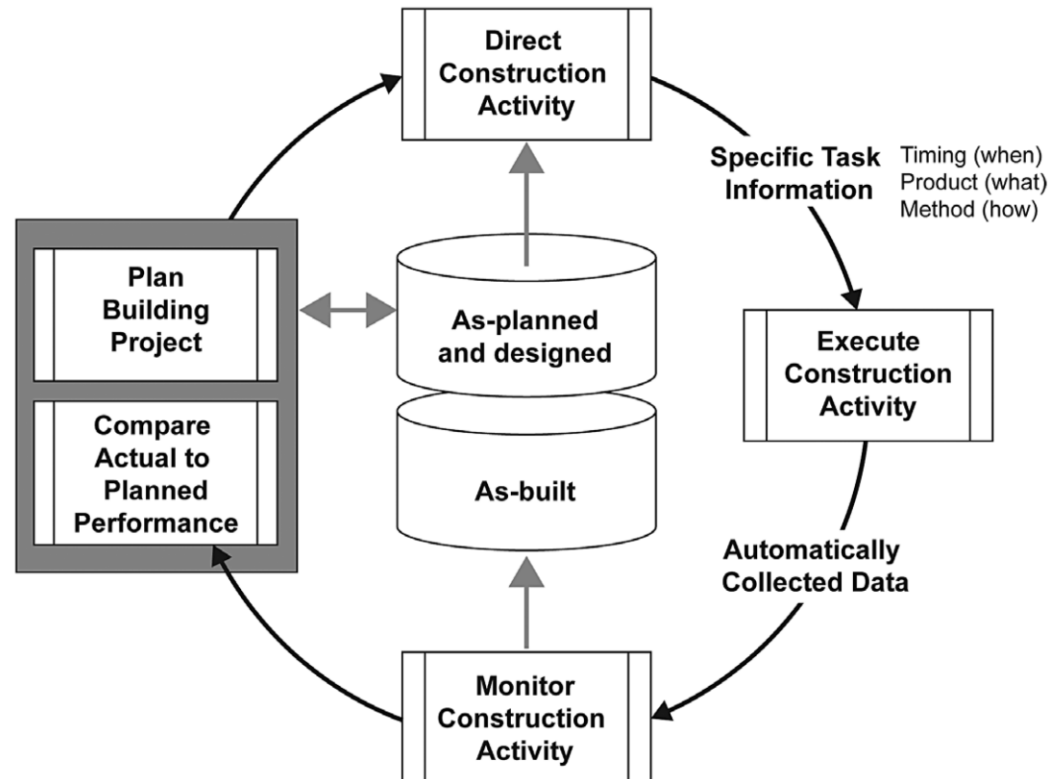 Direct
Construction
Activity
Specific Task
Information
Timing (when)
Product (what)
Method (how)
Plan
Building
Project
As-planned
and designed
Execute
Construction
Activity
Compare
Actual to
Planned
Performance
As-built
Automatically
Collected Data
Monitor
Construction
Activity